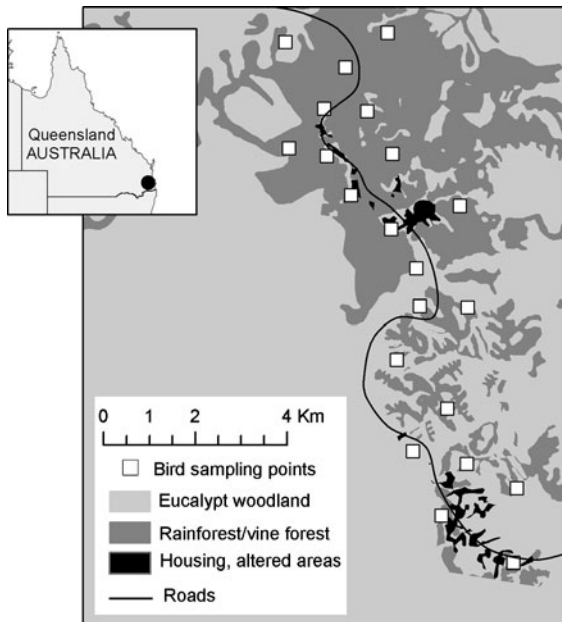 Queensland
AUSTRALIA
0 1 2 4 Km
Bird sampling points
Eucalypt woodland
Rainforest/vine forest
Housing, altered areas
Roads